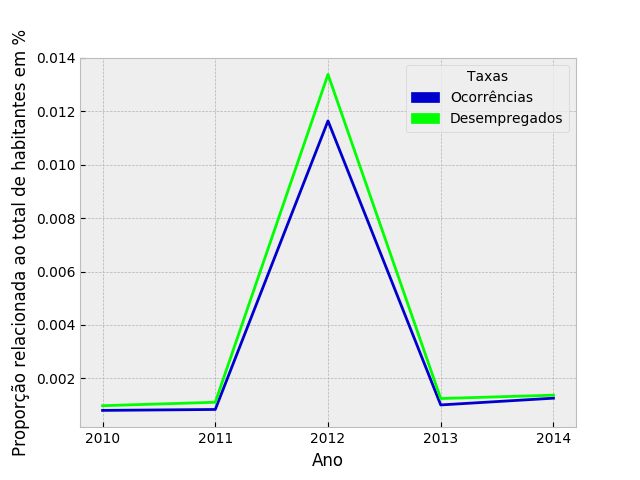 Proporção relacionada ao total de habitantes em %
0.014
0.012
0.010
0.008
0.006
0.004
0.002
Taxas
Ocorrências
Desempregados
2010 2011 2012 2013 2014
Ano